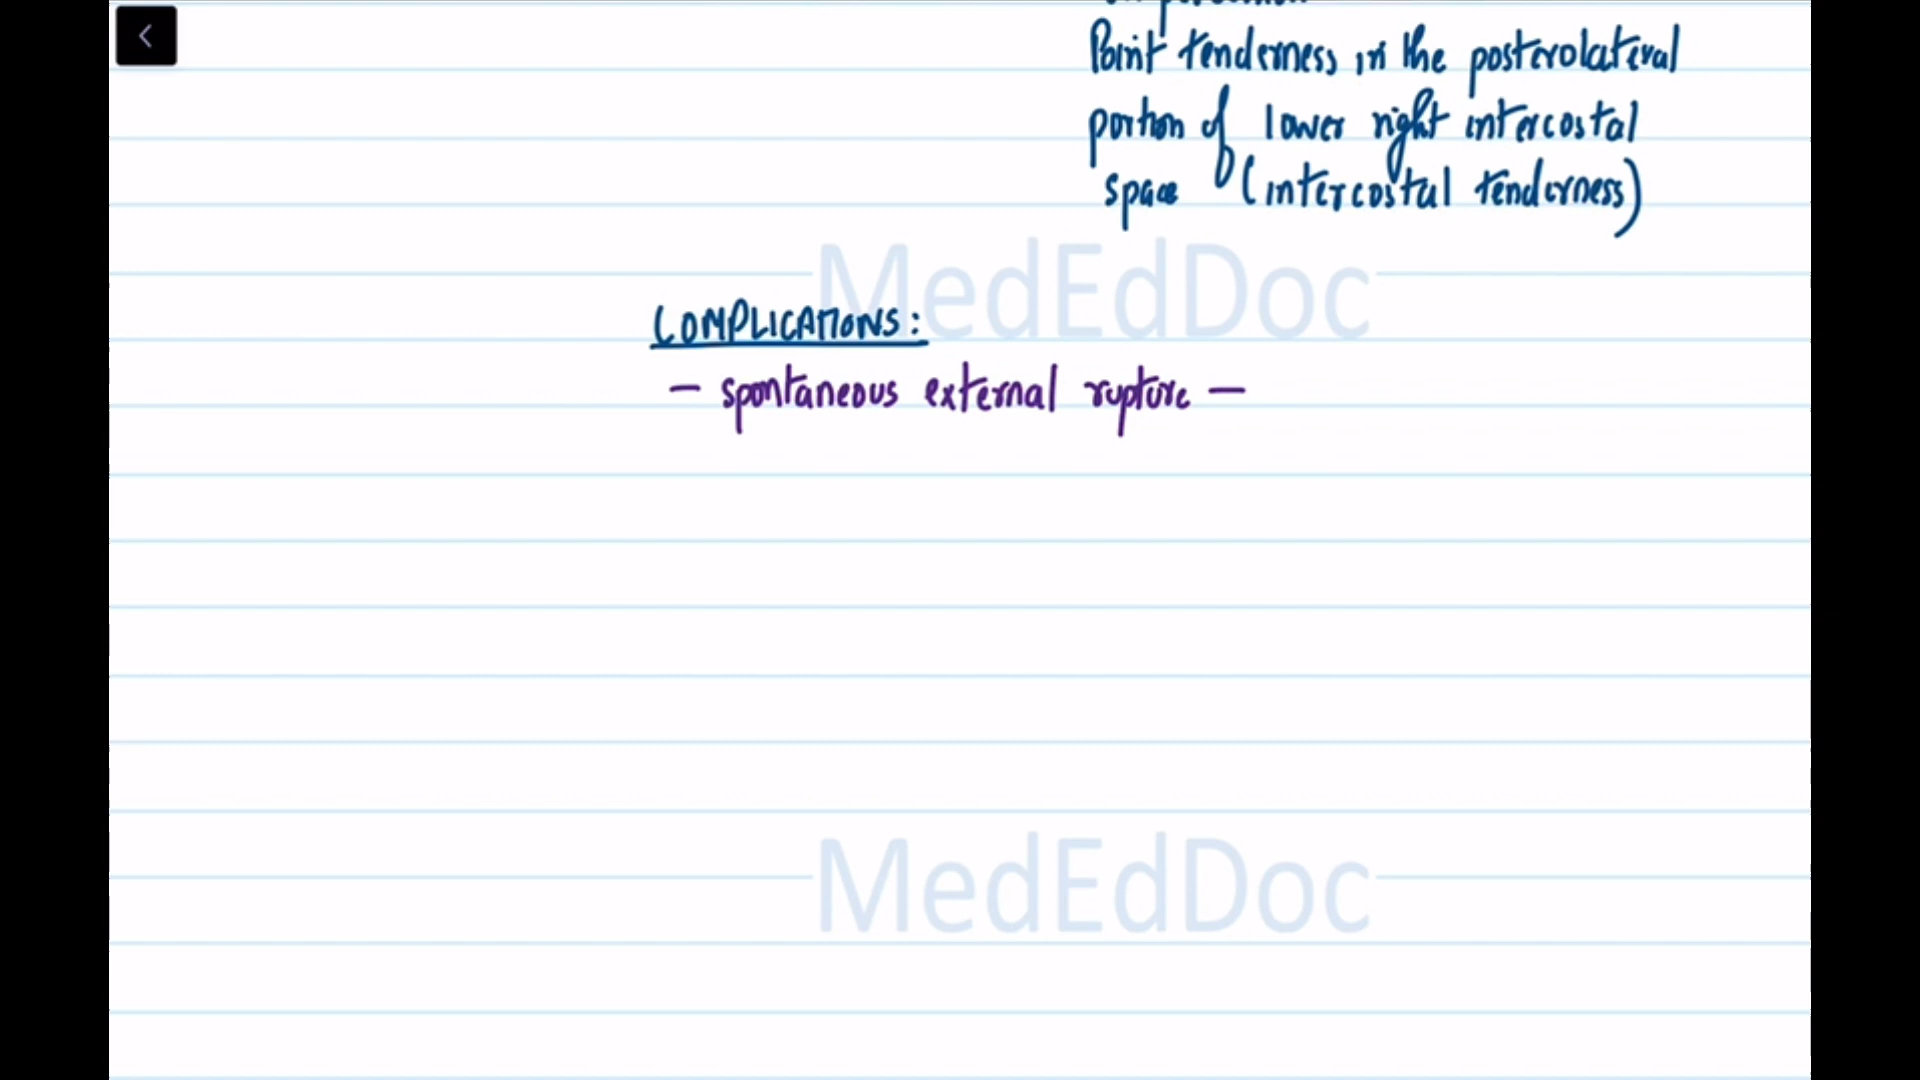 Point tenderness in the posterolateral
portion of lower right intercostal
space (intercostal tenderness)
MedEdDoc
COMPLICATIONS:
– spontaneous external rupture –
MedEdDoc